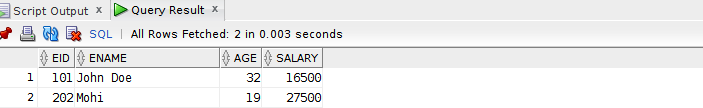 Script Output x Query Result x
SQL | All Rows Fetched: 2 in 0.003 seconds
EID ENAME AGE SALARY
1 101 John Doe 32 16500
2 202 Mohi 19 27500